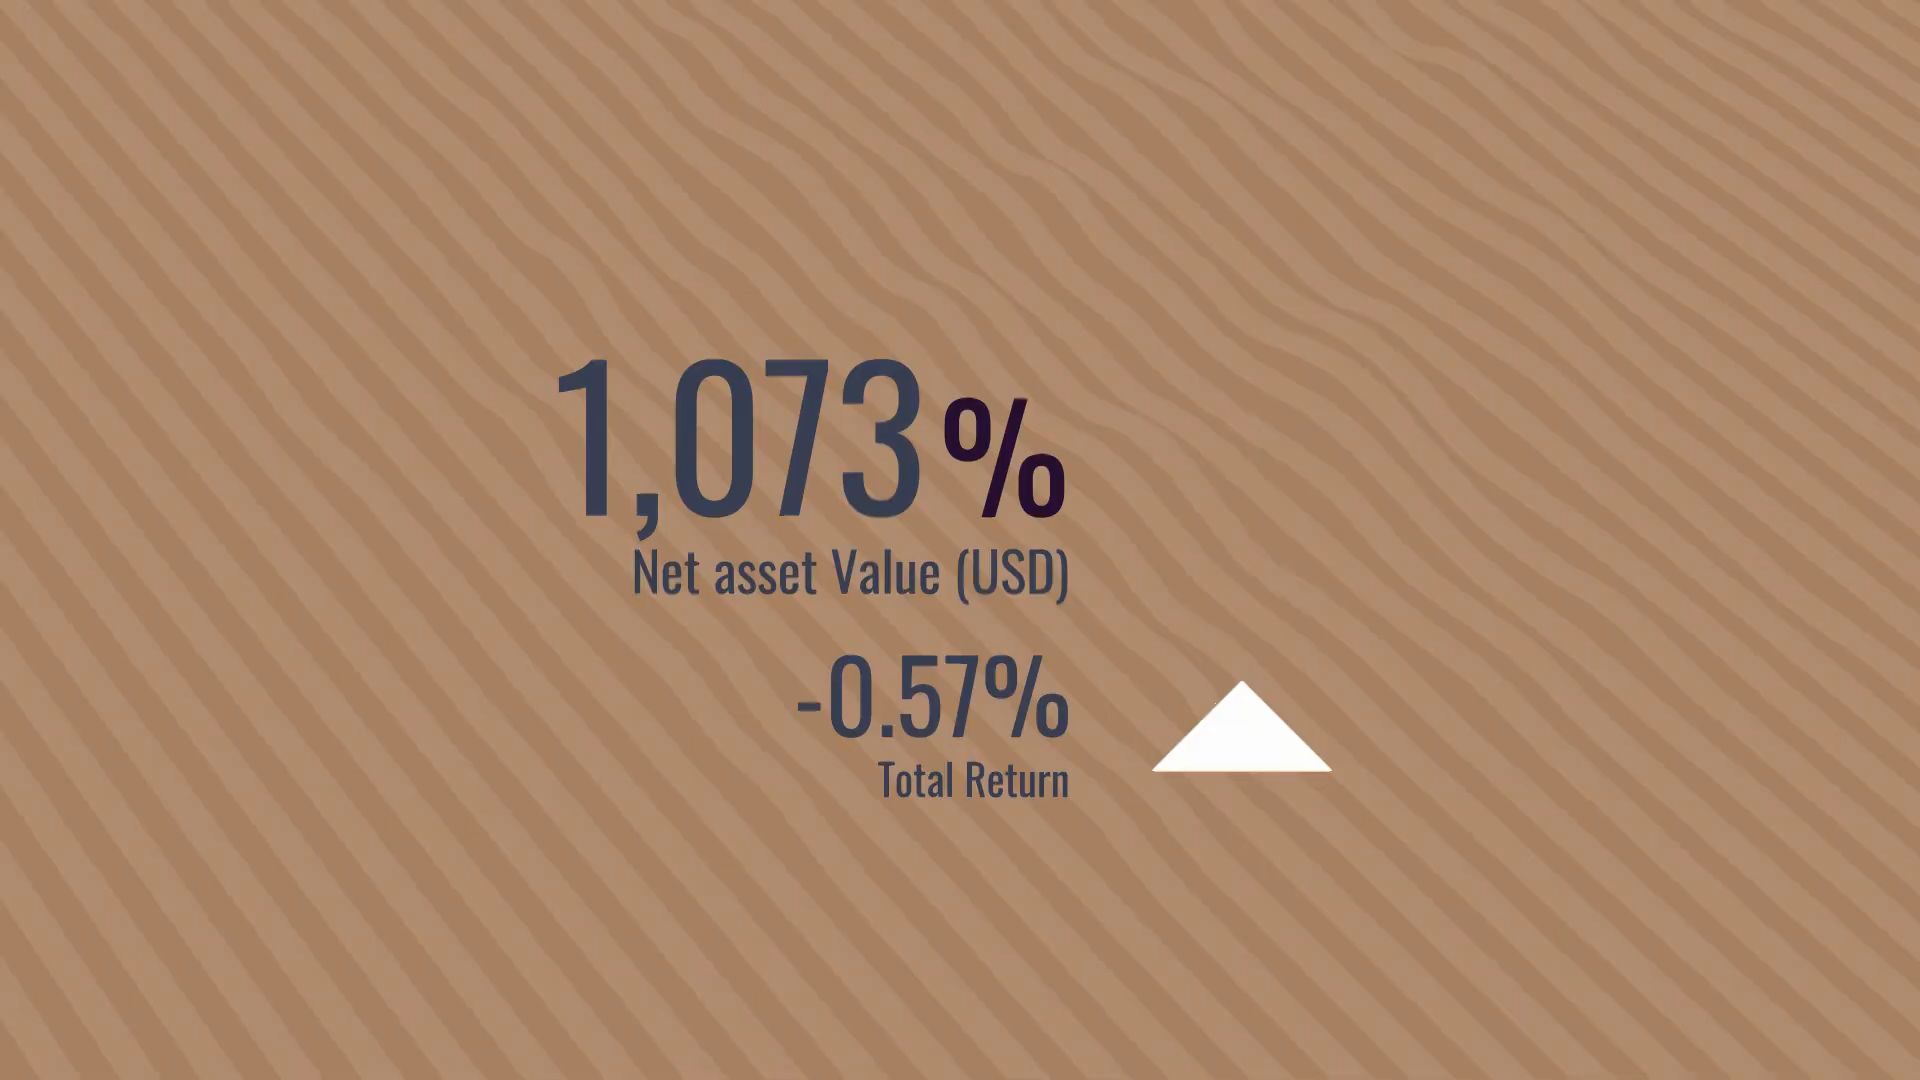 1,073%
Net asset Value (USD)
-0.57%
Total Return